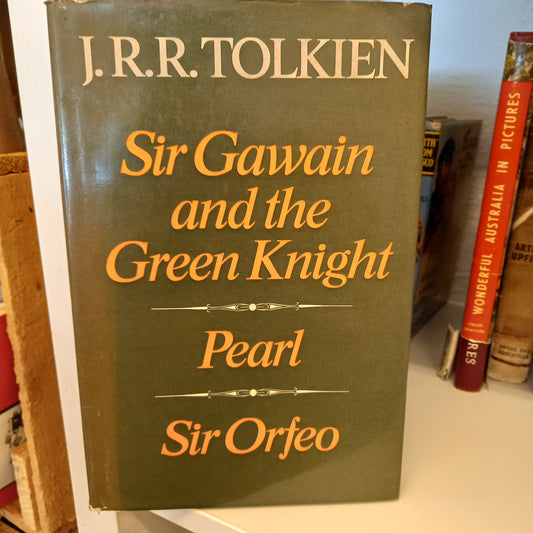 J.R.R. TOLKIEN
Sir Gawain
and the
Green Knight
Pearl
Sir Orfeo
WONDERFUL AUSTRALIA IN PICTURES